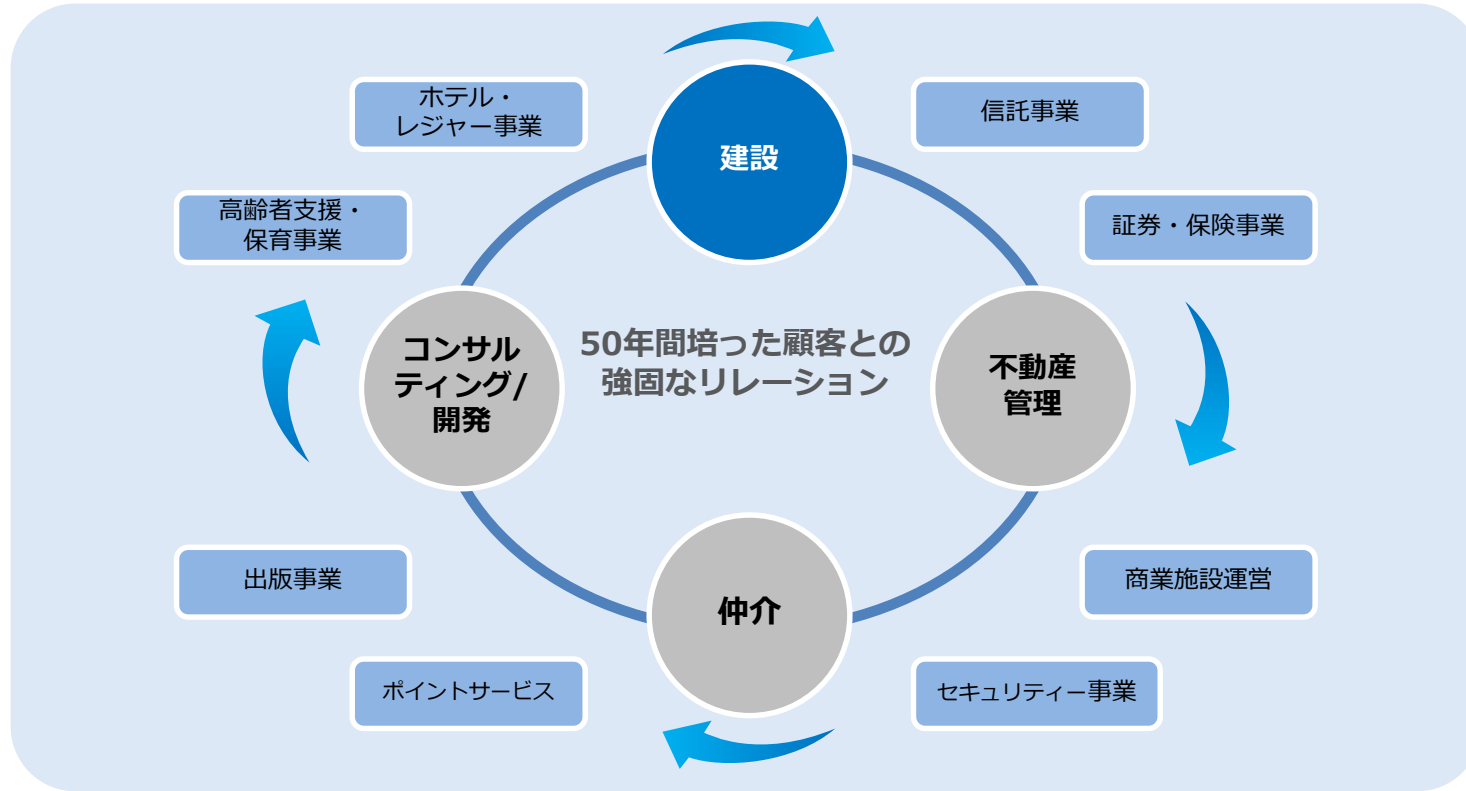 ホテル・
レジャー事業
建設
信託事業
高齢者支援・
保育事業
証券・保険事業
コンサル
ティング/
開発
50年間培った顧客との
強固なリレーション
不動産
管理
出版事業
仲介
商業施設運営
ポイントサービス
セキュリティー事業